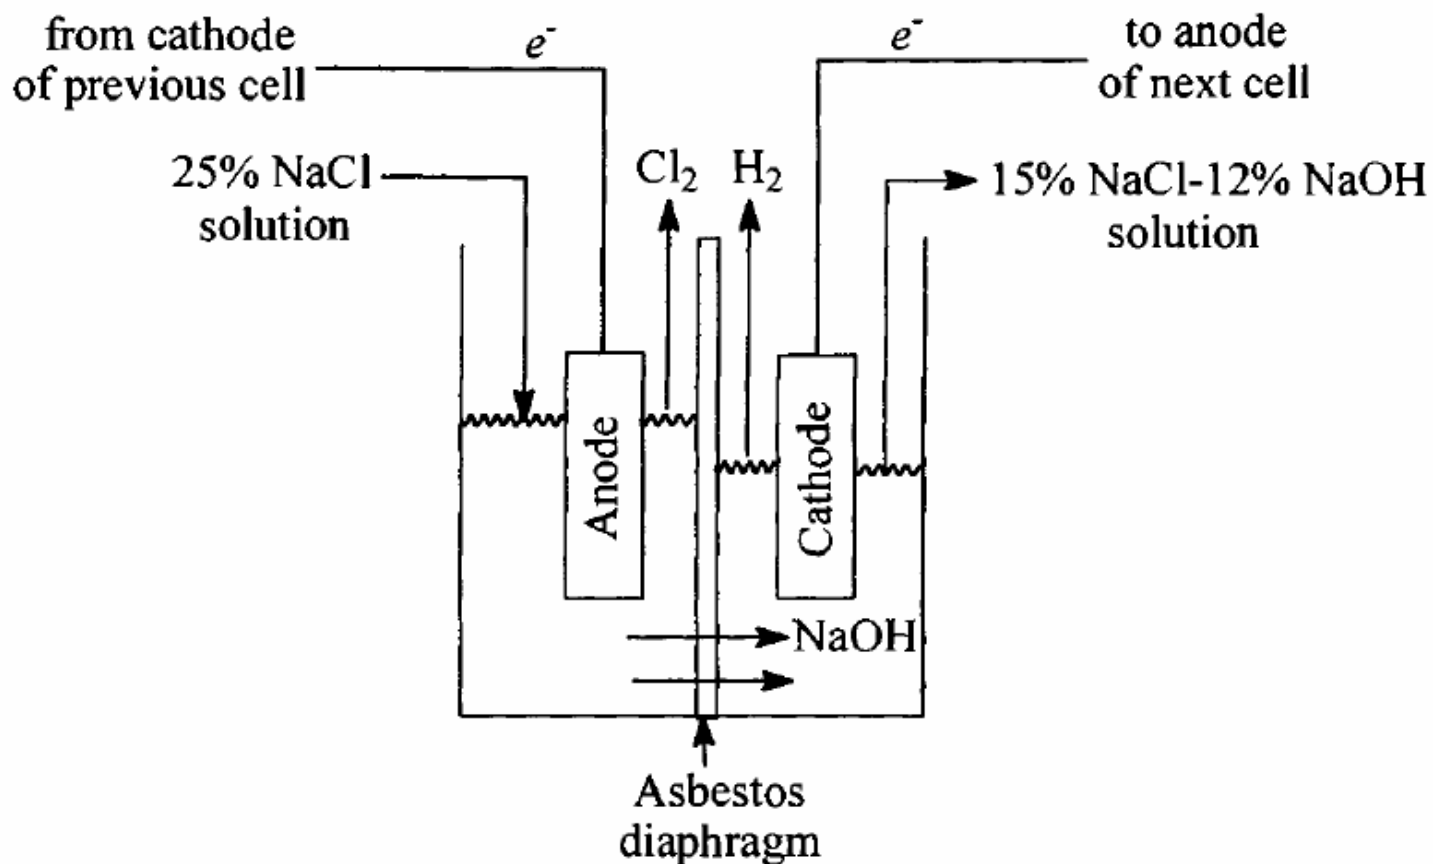 from cathode
of previous cell
e⁻
e⁻
to anode
of next cell
25% NaCl
solution
Cl₂
H₂
15% NaCl-12% NaOH
solution
Anode
Cathode
NaOH
Asbestos
diaphragm